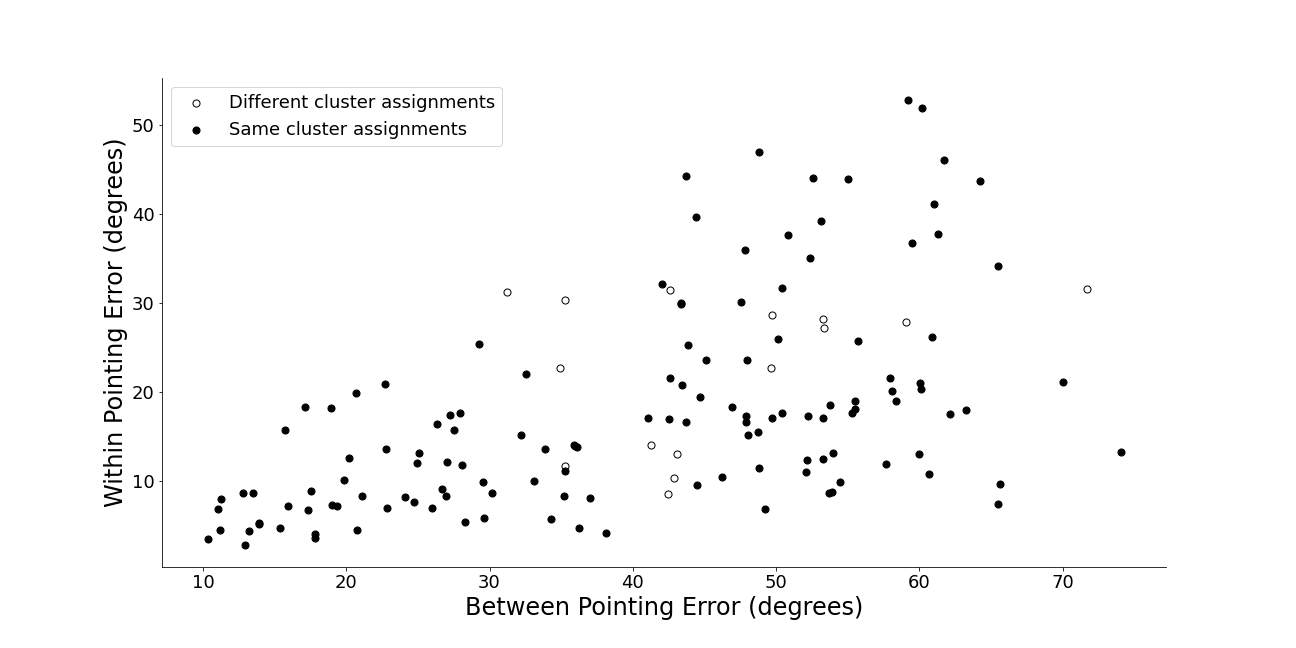 Different cluster assignments
Same cluster assignments
Within Pointing Error (degrees)
50
40
30
20
10
10 20 30 40 50 60 70
Between Pointing Error (degrees)